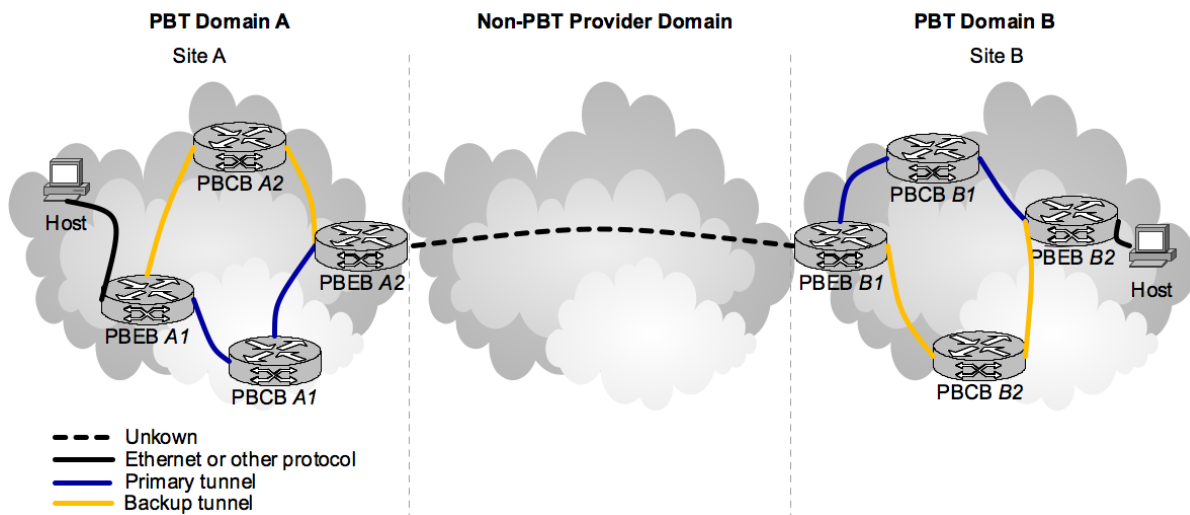 PBT Domain A
Non-PBT Provider Domain
PBT Domain B
Site A
Site B
PBCB A2
PBCB B1
Host
PBEB A2
PBEB B1
PBEB B2
Host
PBEB A1
PBCB A1
PBCB B2
Unkown
Ethernet or other protocol
Primary tunnel
Backup tunnel